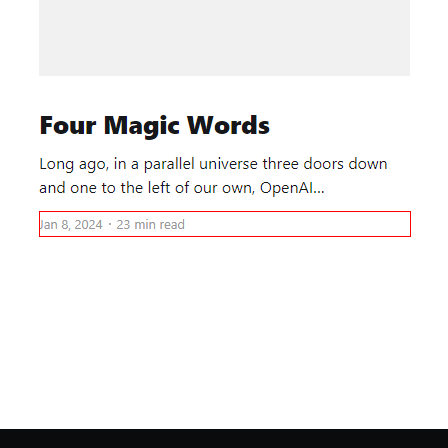 Four Magic Words
Long ago, in a parallel universe three doors down
and one to the left of our own, OpenAI...
Jan 8, 2024 · 23 min read